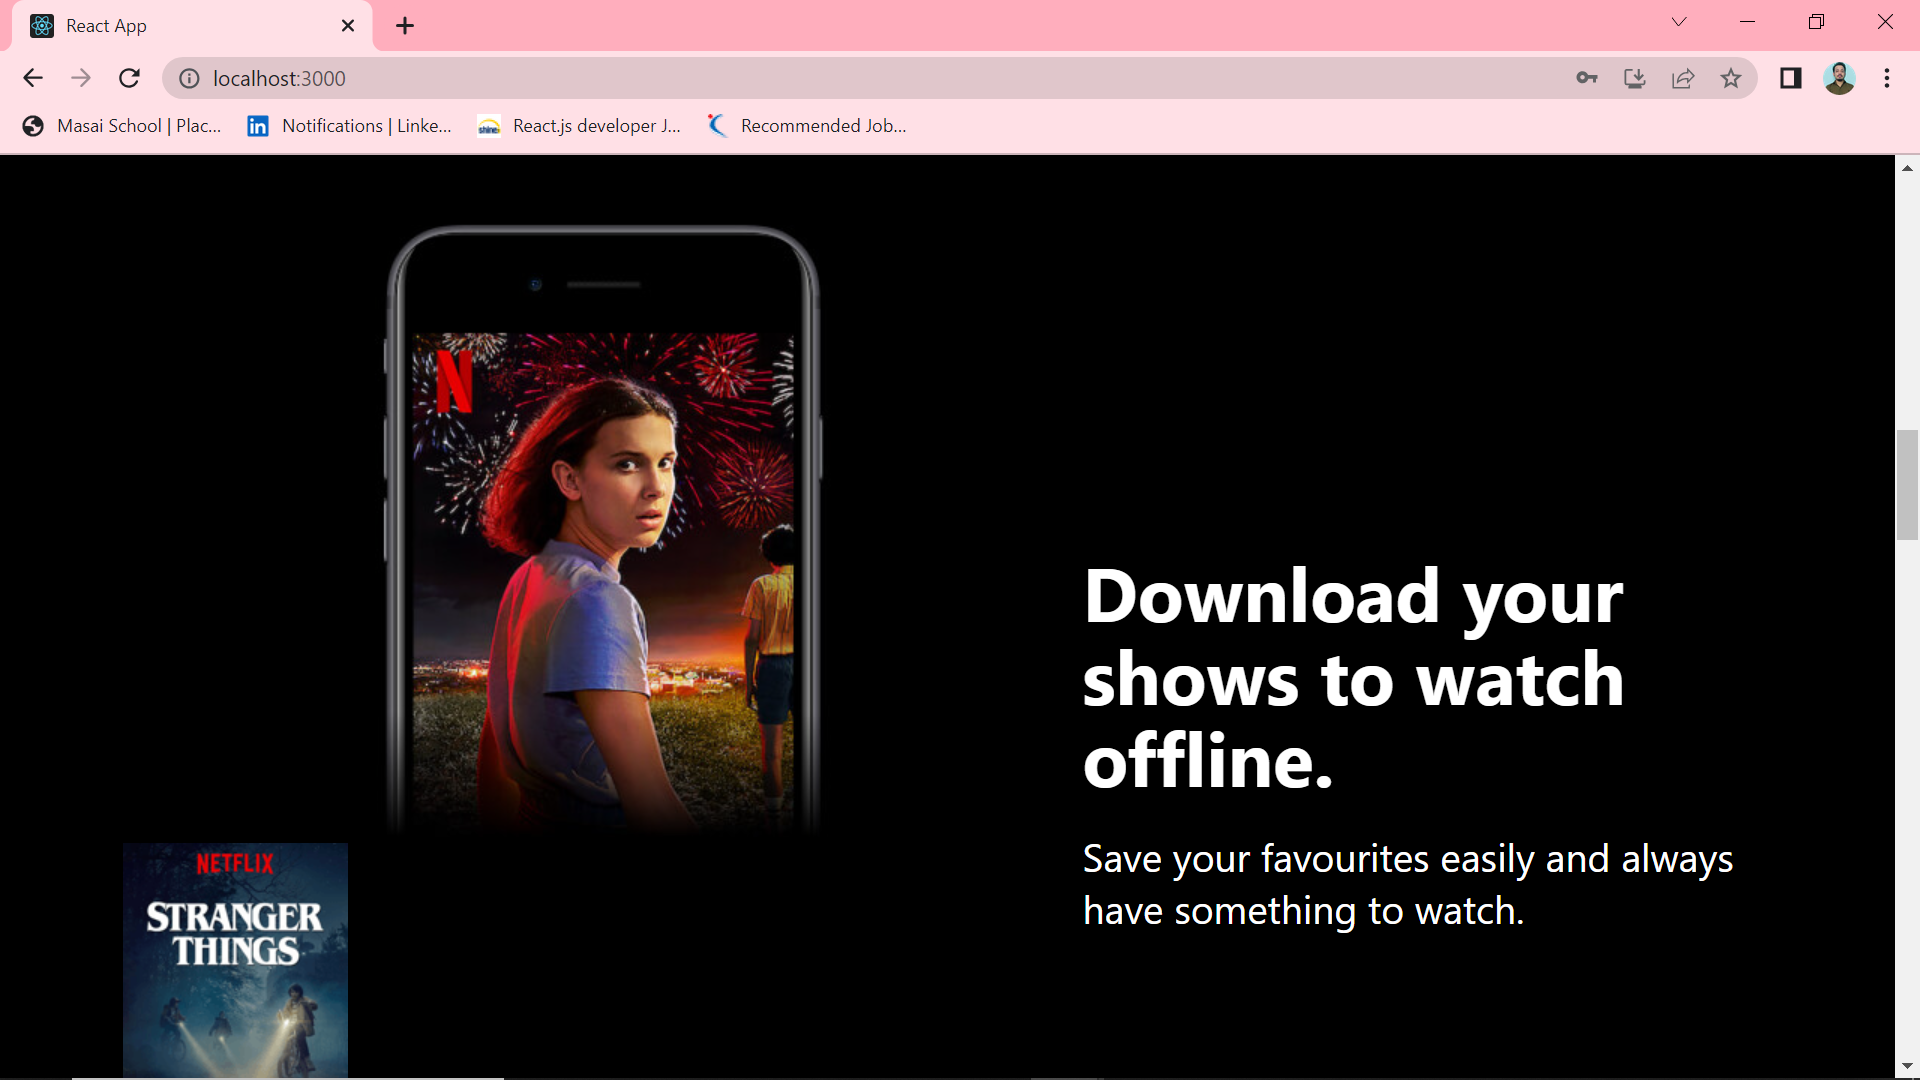 React App
localhost:3000
Masai School | Plac...
Notifications | Linke...
shine
React.js developer J...
Recommended Job...
N
Download your
shows to watch
offline.
Save your favourites easily and always
have something to watch.
NETFLIX
STRANGER
THINGS